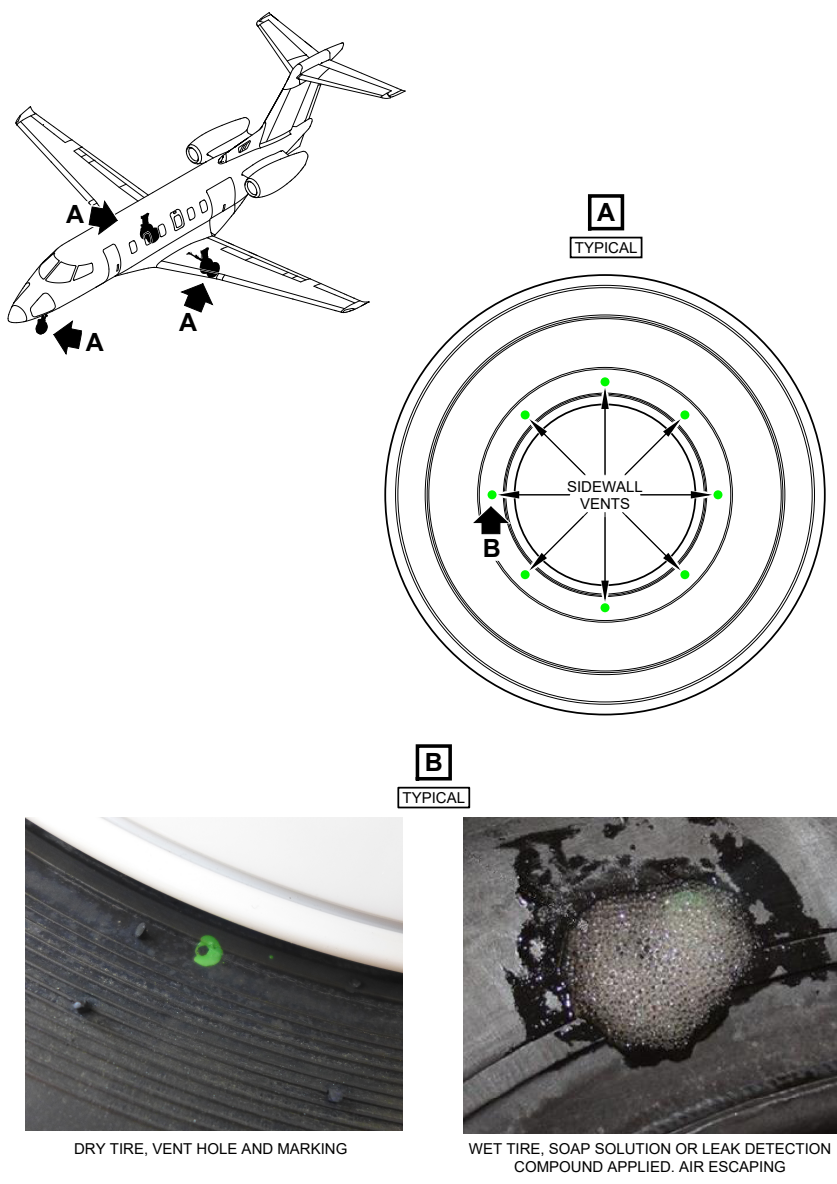 A
A
A
A
TYPICAL
SIDEWALL
VENTS
B
B
TYPICAL
DRY TIRE, VENT HOLE AND MARKING
WET TIRE, SOAP SOLUTION OR LEAK DETECTION
COMPOUND APPLIED. AIR ESCAPING